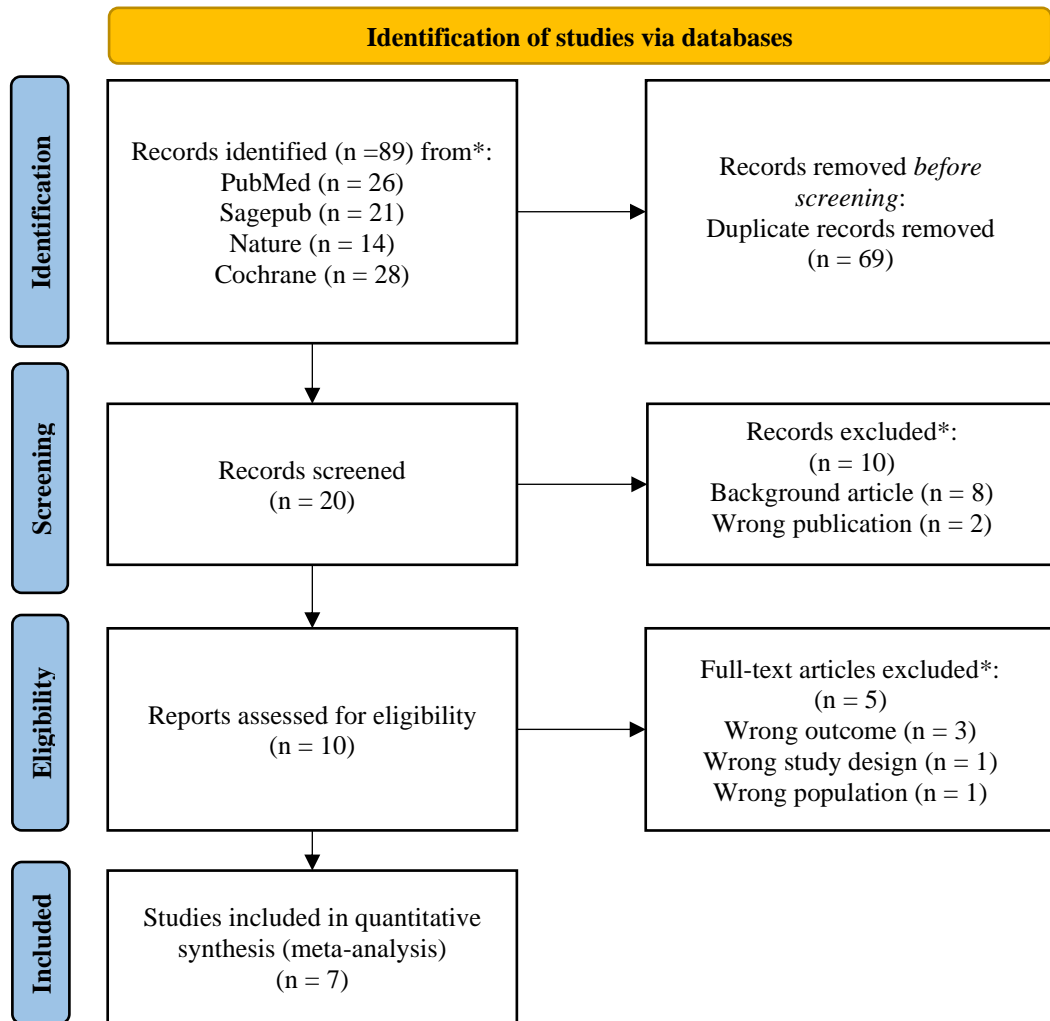 Identification of studies via databases
Identification
Records identified (n =89) from*:
PubMed (n = 26)
Sagepub (n = 21)
Nature (n = 14)
Cochrane (n = 28)
Records removed before
screening:
Duplicate records removed
(n = 69)
Screening
Records screened
(n = 20)
Records excluded*:
(n = 10)
Background article (n = 8)
Wrong publication (n = 2)
Eligibility
Reports assessed for eligibility
(n = 10)
Full-text articles excluded*:
(n = 5)
Wrong outcome (n = 3)
Wrong study design (n = 1)
Wrong population (n = 1)
Included
Studies included in quantitative
synthesis (meta-analysis)
(n = 7)